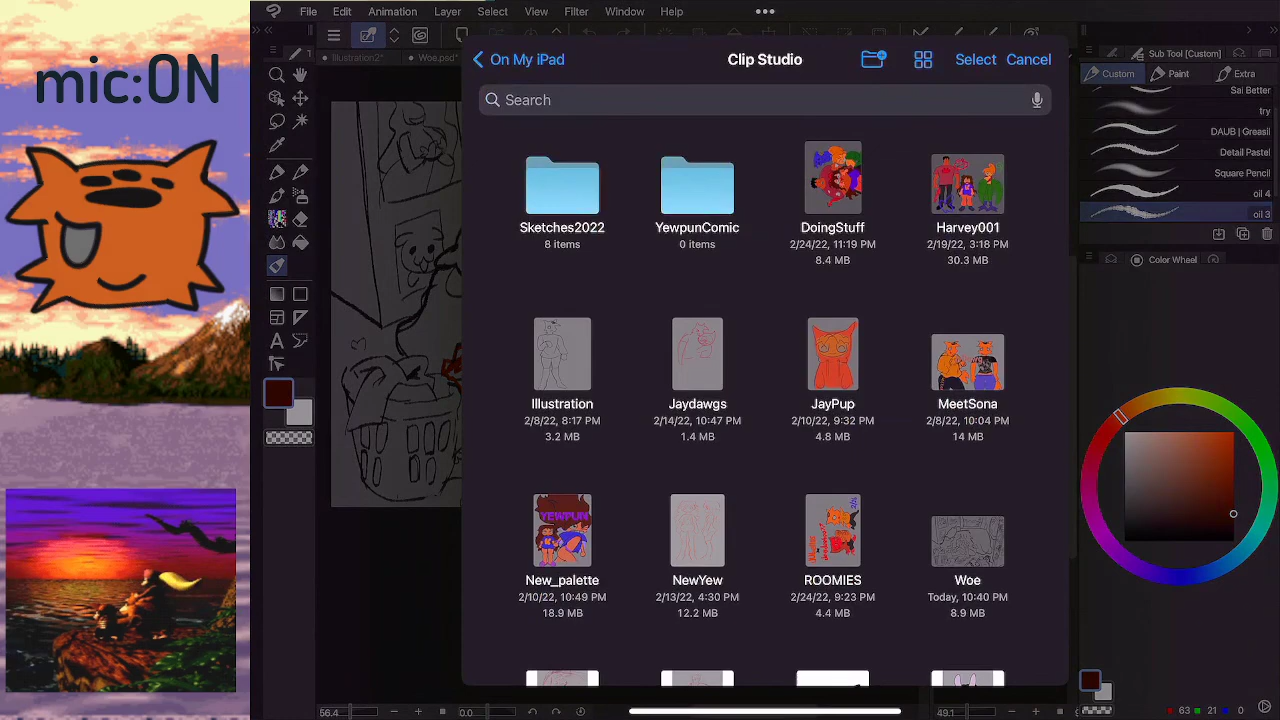 mic:ON
File Edit Animation Layer Select View Filter Window Help
Illustration2*
Woe.psd*
On My iPad
Clip Studio
Select
Cancel
Search
Sketches2022
8 items
YewpunComic
0 items
DoingStuff
2/24/22, 11:19 PM
8.4 MB
Harvey001
2/19/22, 3:18 PM
30.3 MB
Illustration
2/8/22, 8:17 PM
3.2 MB
Jaydawgs
2/14/22, 10:47 PM
1.4 MB
JayPup
2/10/22, 9:32 PM
4.8 MB
MeetSona
2/8/22, 10:04 PM
14 MB
YEWPUN
New_palette
2/10/22, 10:49 PM
18.9 MB
NewYew
2/13/22, 4:30 PM
12.2 MB
ROOMIES
2/24/22, 9:23 PM
4.4 MB
Woe
Today, 10:40 PM
8.9 MB
Sub Tool [Custom]
Custom
Paint
Extra
Sai Better
try
DAUB | Greasil
Detail Pastel
Square Pencil
oil 4
oil 3
Color Wheel
56.4
0.0
49.1
63
21